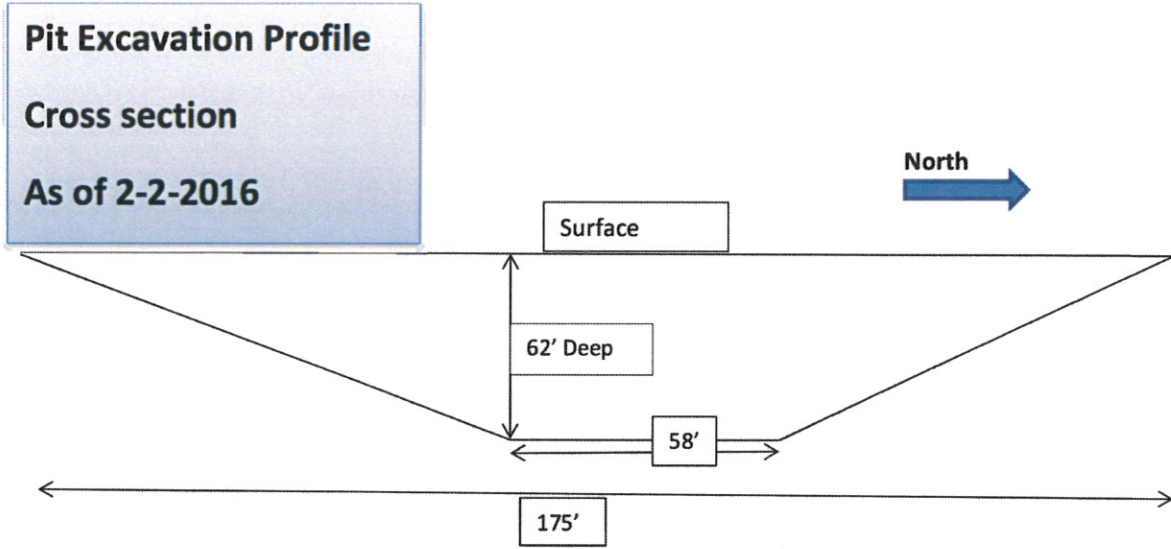 Pit Excavation Profile
Cross section
As of 2-2-2016
North
Surface
62’ Deep
58’
175’